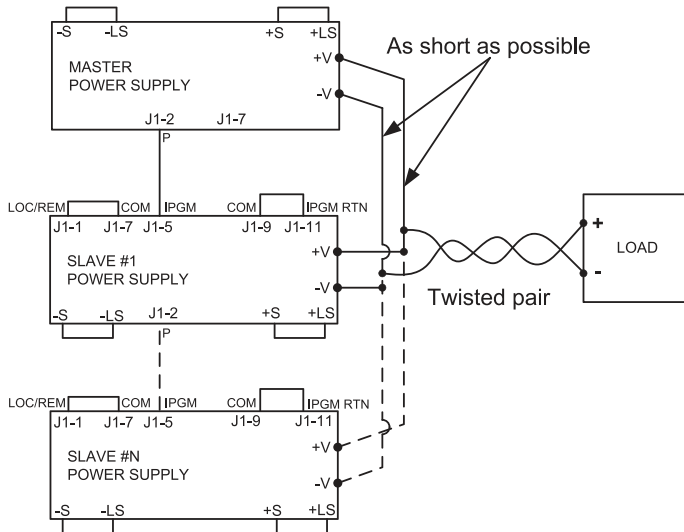 -S -LS +S +LS
As short as possible
MASTER
POWER SUPPLY
+V
-V
J1-2 J1-7
P
LOC/REM COM IPGM COM IPGM RTN
J1-1 J1-7 J1-5 J1-9 J1-11
SLAVE #1
POWER SUPPLY
+V
-V
J1-2
-S -LS +S +LS
P
+
-
LOAD
Twisted pair
LOC/REM COM IPGM COM IPGM RTN
J1-1 J1-7 J1-5 J1-9 J1-11
SLAVE #N
POWER SUPPLY
+V
-V
-S -LS +S +LS